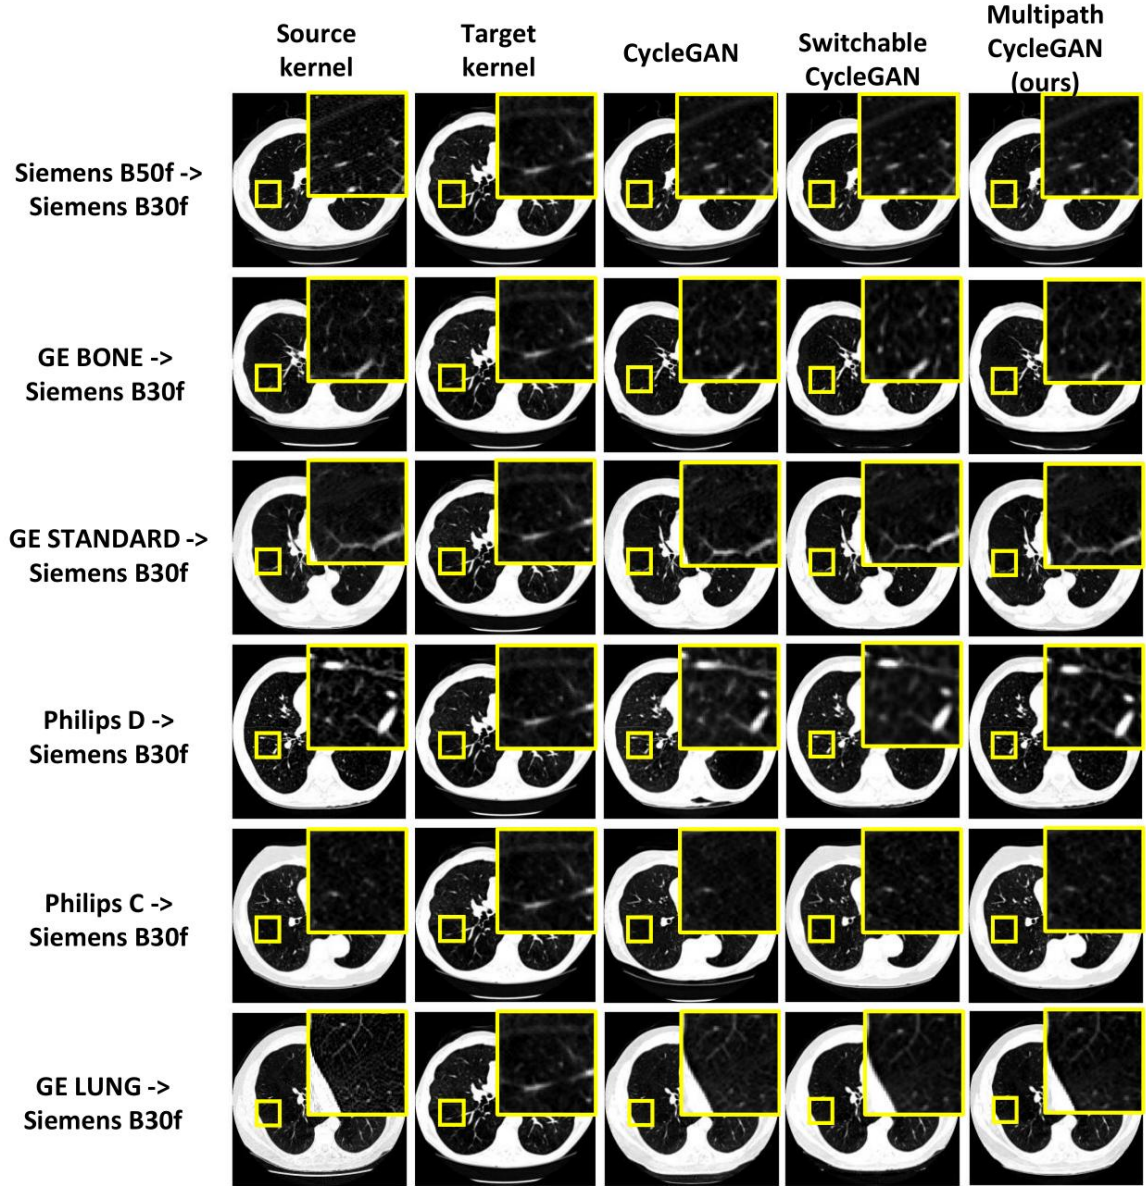 Source
kernel
Target
kernel
CycleGAN
Switchable
CycleGAN
Multipath
CycleGAN
(ours)
Siemens B50f ->
Siemens B30f
GE BONE ->
Siemens B30f
GE STANDARD ->
Siemens B30f
Philips D ->
Siemens B30f
Philips C ->
Siemens B30f
GE LUNG ->
Siemens B30f